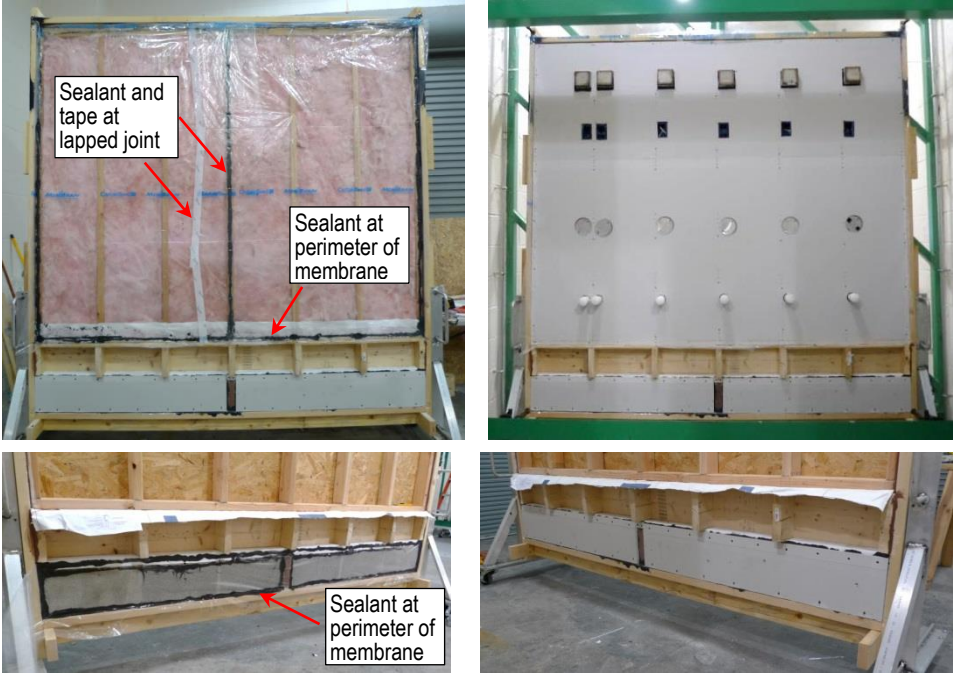 Sealant and
tape at
lapped joint
Sealant at
perimeter of
membrane
Sealant at
perimeter of
membrane